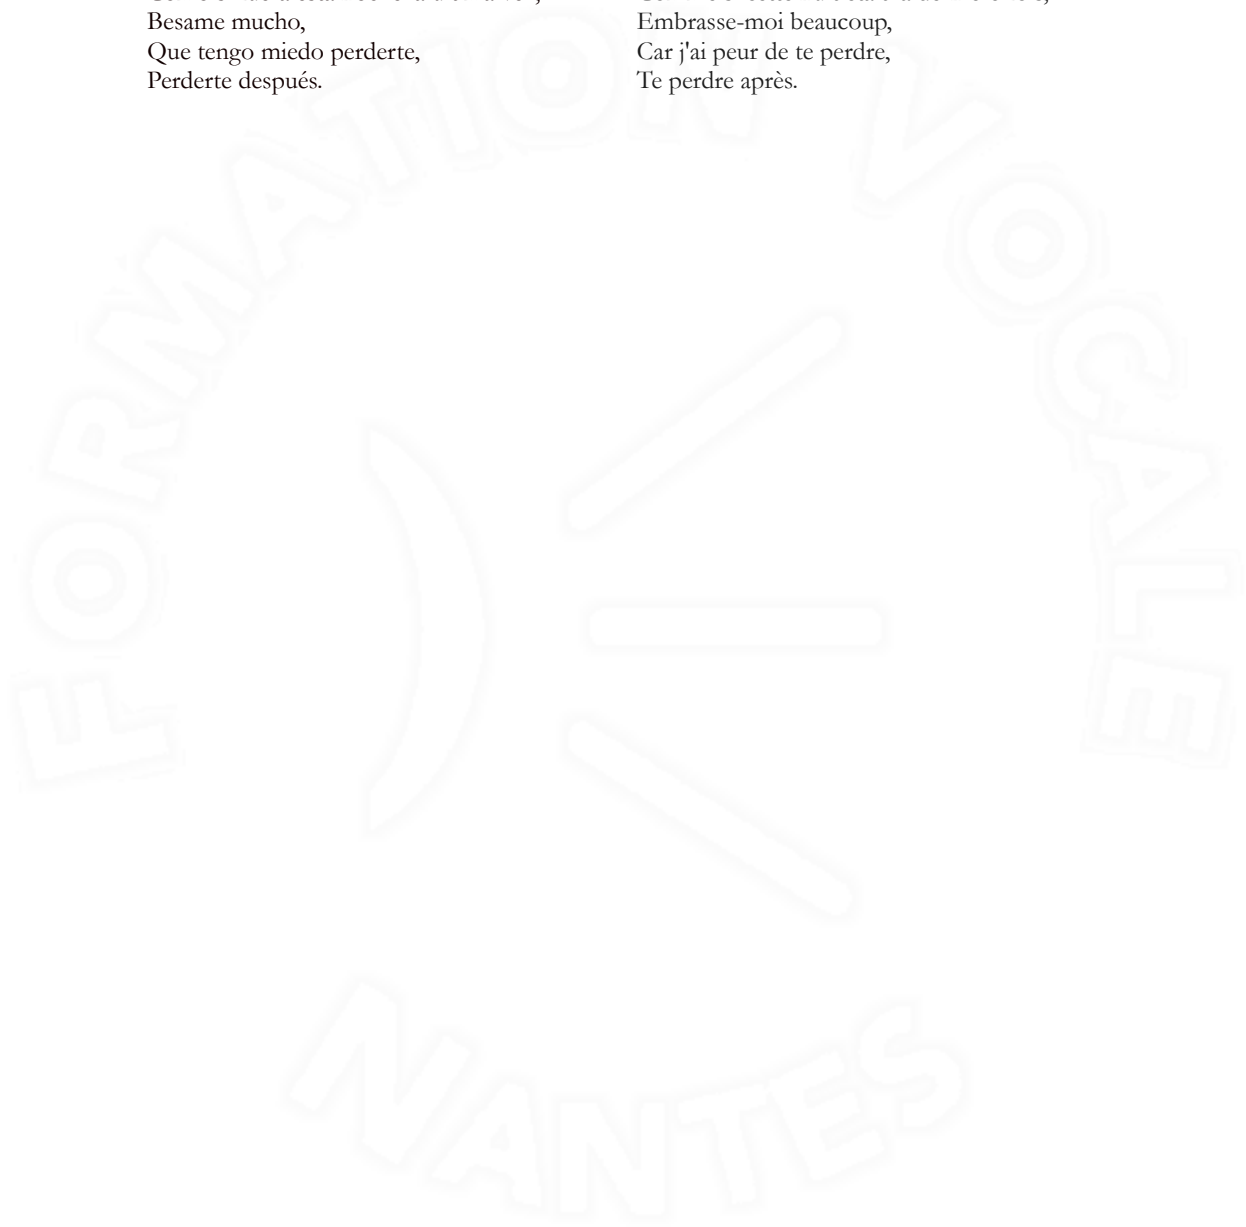 Besame mucho,
Que tengo miedo perderte,
Perderte después.
Embrasse-moi beaucoup,
Car j'ai peur de te perdre,
Te perdre après.
FORMATION VOCALE
NANTES